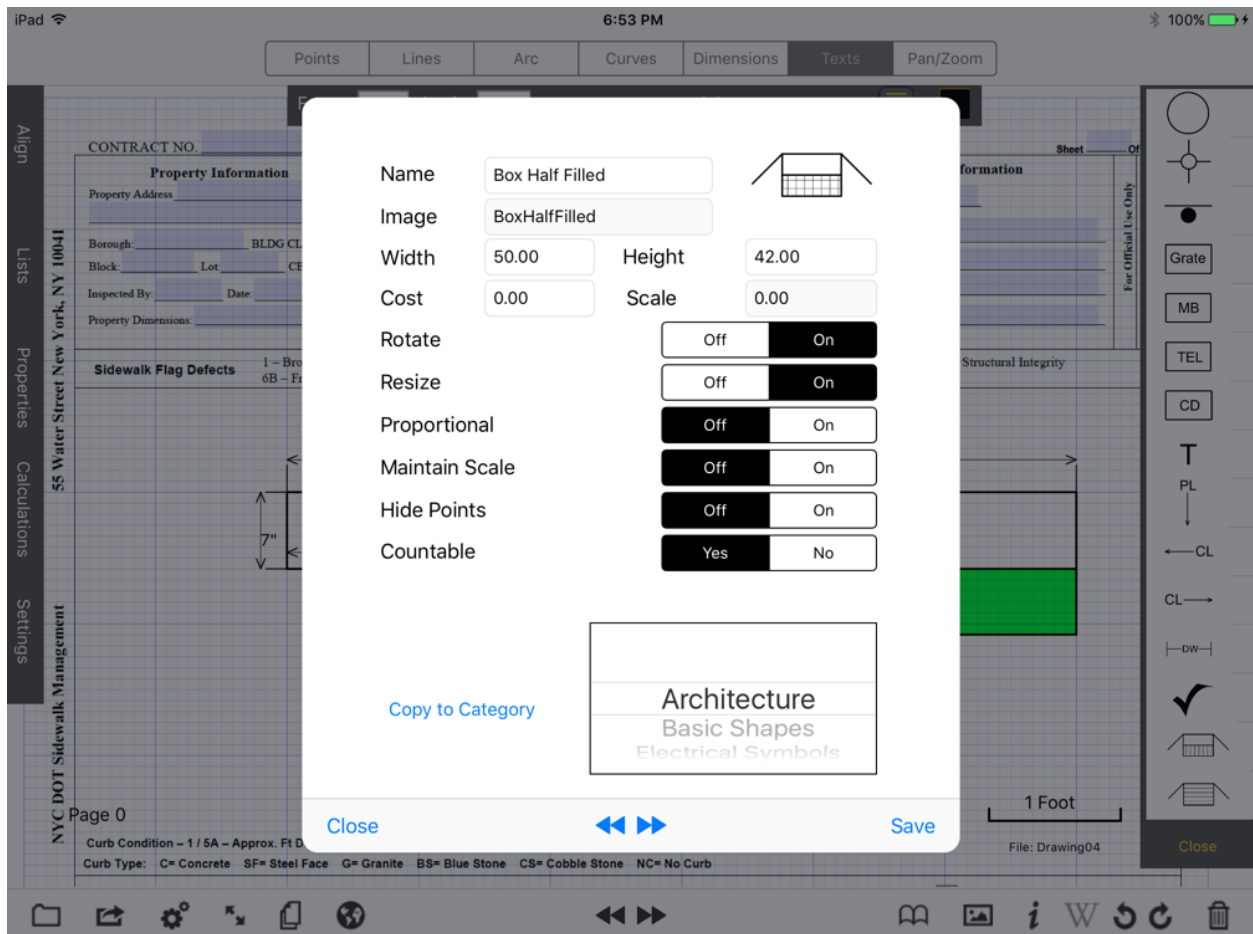 iPad
6:53 PM
100%
Points Lines Arc Curves Dimensions Texts Pan/Zoom
Align
Lists
Properties
Calculations
Settings
55 Water Street New York, NY 10041
NYC DOT Sidewalk Management
CONTRACT NO.
Property Information
Property Address
Borough: BLDG CL
Block: Lot
Inspected By: Date:
Property Dimensions:
Sidewalk Flag Defects
1 – Bro
6B – Fr
7"
Page 0
Curb Condition – 1 / 5A – Approx. Ft D
Curb Type: C= Concrete SF= Steel Face G= Granite BS= Blue Stone CS= Cobble Stone NC= No Curb
Name Box Half Filled
Image BoxHalfFilled
Width 50.00 Height 42.00
Cost 0.00 Scale 0.00
Rotate Off On
Resize Off On
Proportional Off On
Maintain Scale Off On
Hide Points Off On
Countable Yes No
Copy to Category
Architecture
Basic Shapes
Electrical Symbols
Close Save
Sheet Of
formation
For Official Use Only
Structural Integrity
1 Foot
File: Drawing04
Grate
MB
TEL
CD
T
PL
CL
CL
DW
Close
i W